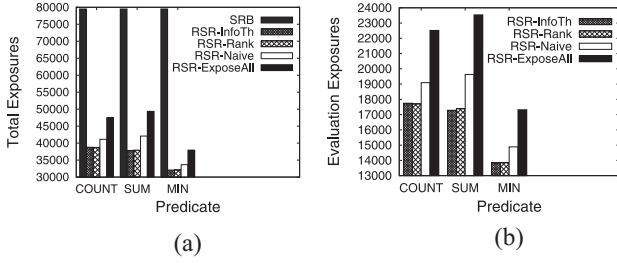 Total Exposures
80000
75000
70000
65000
60000
55000
50000
45000
40000
35000
30000
SRB
RSR-InfoTh
RSR-Rank
RSR-Naive
RSR-ExposeAll
COUNT SUM MIN
Predicate
(a)
Evaluation Exposures
24000
23000
22000
21000
20000
19000
18000
17000
16000
15000
14000
13000
RSR-InfoTh
RSR-Rank
RSR-Naive
RSR-ExposeAll
COUNT SUM MIN
Predicate
(b)